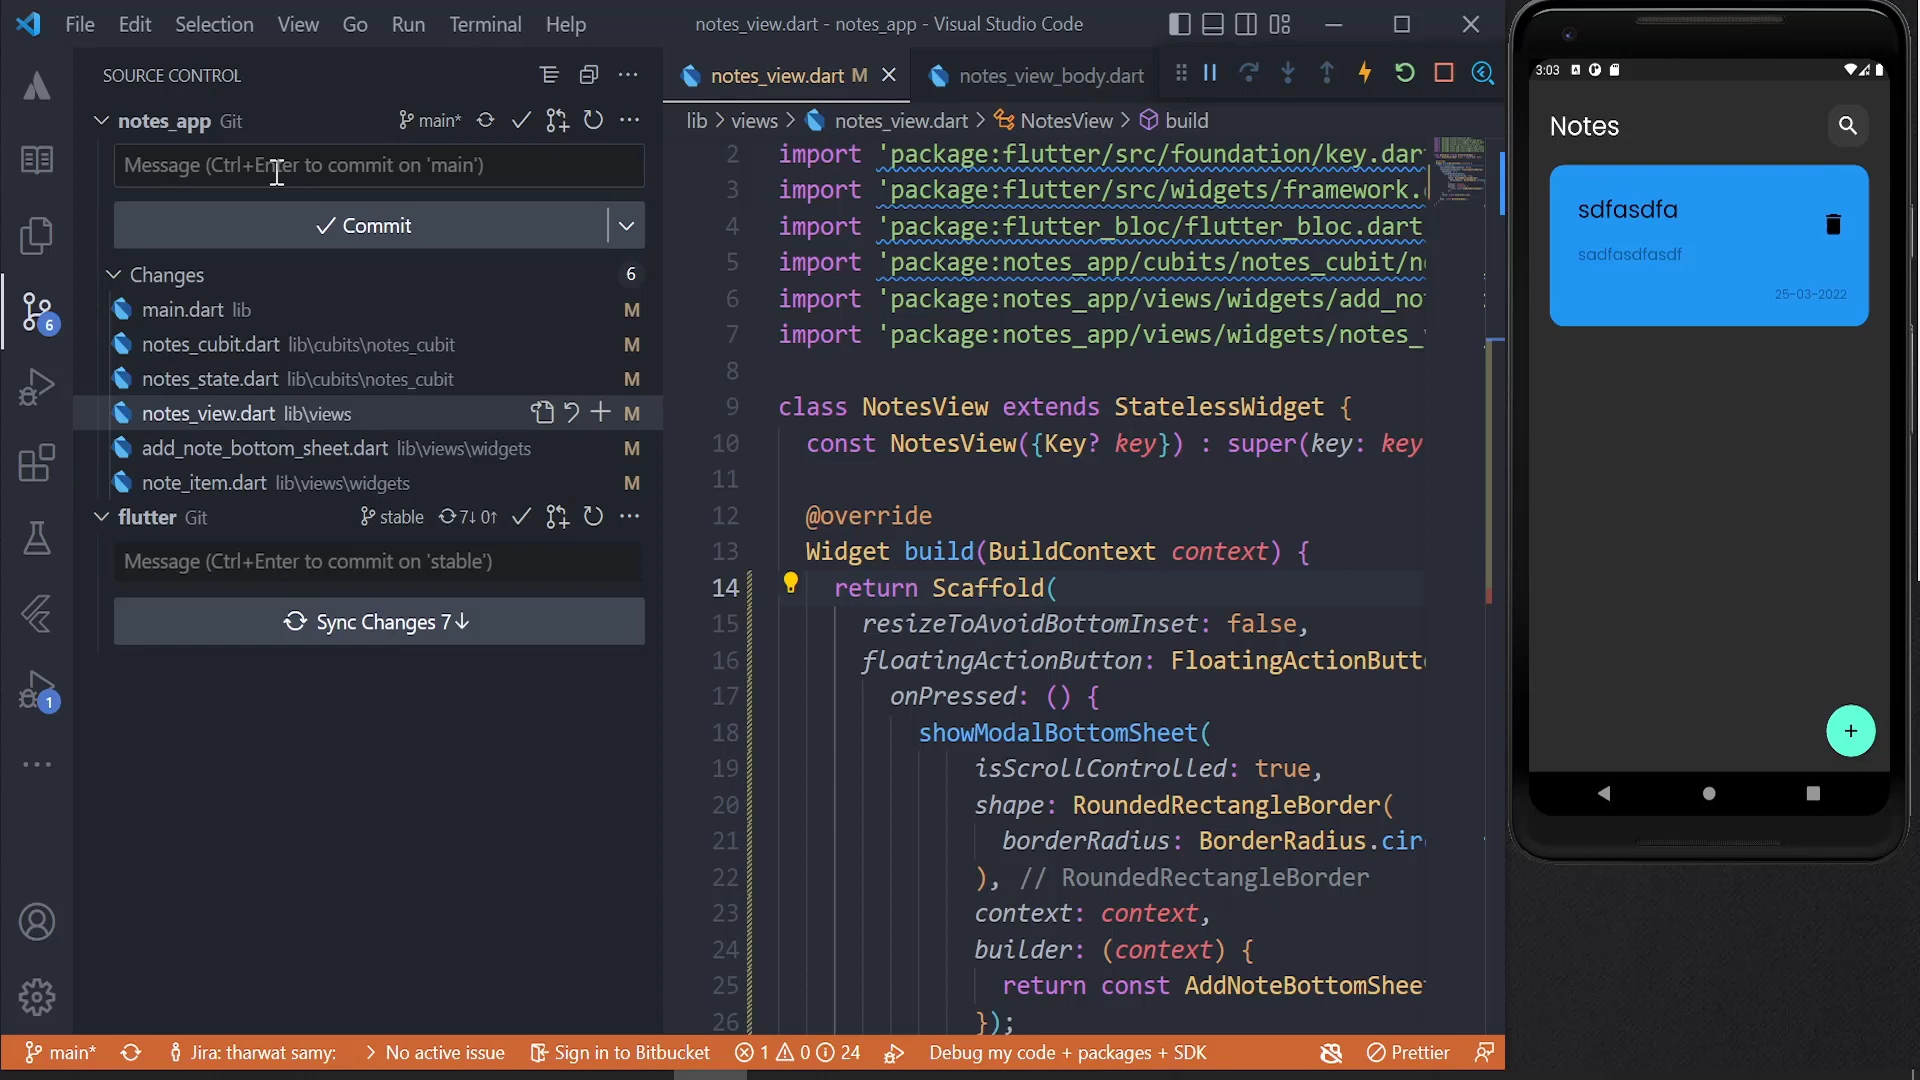 File Edit Selection View Go Run Terminal Help
notes_view.dart - notes_app - Visual Studio Code
SOURCE CONTROL
notes_app Git
main*
Message (Ctrl+Enter to commit on 'main')
Commit
Changes 6
main.dart lib M
notes_cubit.dart lib\cubits\notes_cubit M
notes_state.dart lib\cubits\notes_cubit M
notes_view.dart lib\views M
add_note_bottom_sheet.dart lib\views\widgets M
note_item.dart lib\views\widgets M
flutter Git
stable 7↓ 0↑
Message (Ctrl+Enter to commit on 'stable')
Sync Changes 7↓
6
1
notes_view.dart M
notes_view_body.dart
lib > views > notes_view.dart > NotesView > build
2 import 'package:flutter/src/foundation/key.dar
3 import 'package:flutter/src/widgets/framework.
4 import 'package:flutter_bloc/flutter_bloc.dart
5 import 'package:notes_app/cubits/notes_cubit/n
6 import 'package:notes_app/views/widgets/add_no
7 import 'package:notes_app/views/widgets/notes_
8
9 class NotesView extends StatelessWidget {
10 const NotesView({Key? key}) : super(key: key
11
12 @override
13 Widget build(BuildContext context) {
14 return Scaffold(
15 resizeToAvoidBottomInset: false,
16 floatingActionButton: FloatingActionButt
17 onPressed: () {
18 showModalBottomSheet(
19 isScrollControlled: true,
20 shape: RoundedRectangleBorder(
21 borderRadius: BorderRadius.cir
22 ), // RoundedRectangleBorder
23 context: context,
24 builder: (context) {
25 return const AddNoteBottomShee
26 });
3:03
Notes
sdfasdfa
sadfasdfasdf
25-03-2022
+
main* Jira: tharwat samy: > No active issue Sign in to Bitbucket 1 0 24 Debug my code + packages + SDK Prettier